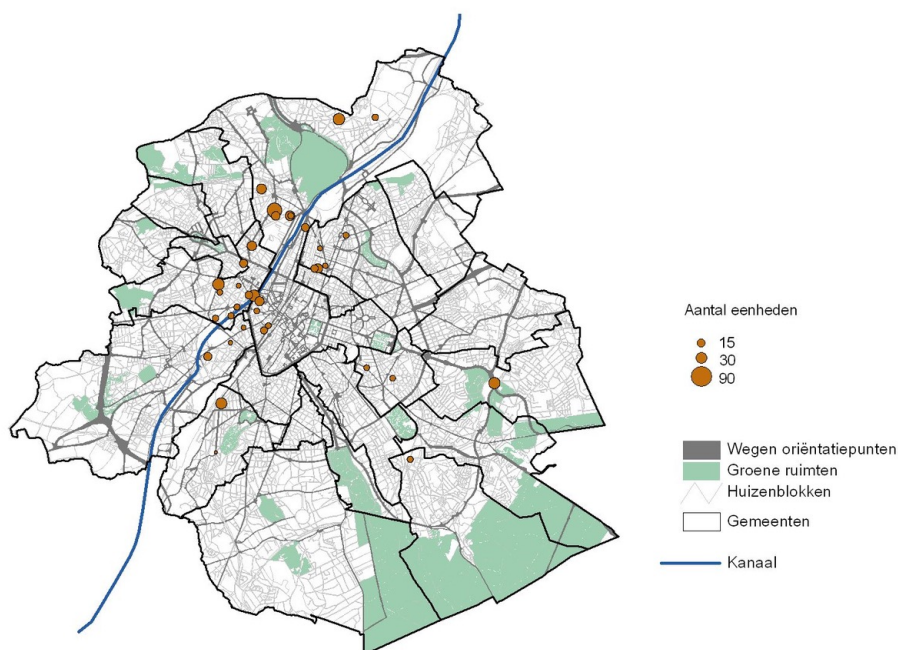 Aantal eenheden
15
30
90
Wegen oriëntatiepunten
Groene ruimten
Huizenblokken
Gemeenten
Kanaal